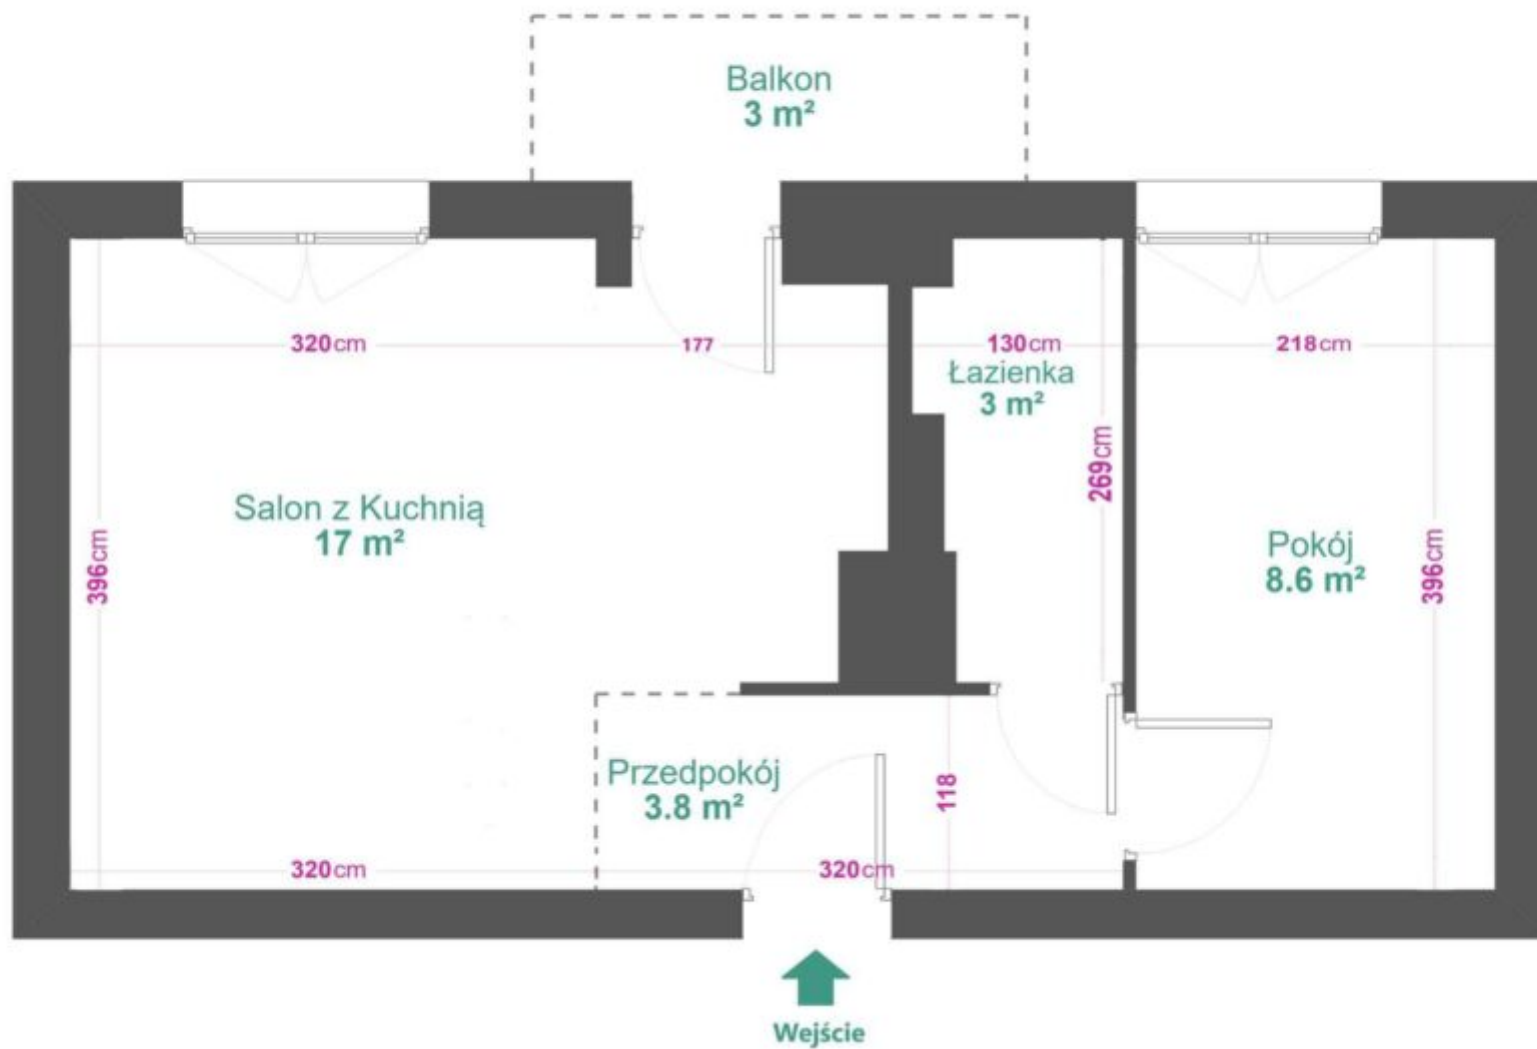 Balkon
3 m²
320cm
177
130cm
218cm
Łazienka
3 m²
269cm
Salon z Kuchnią
17 m²
396cm
Pokój
8.6 m²
396cm
Przedpokój
3.8 m²
118
320cm
320cm
Wejście